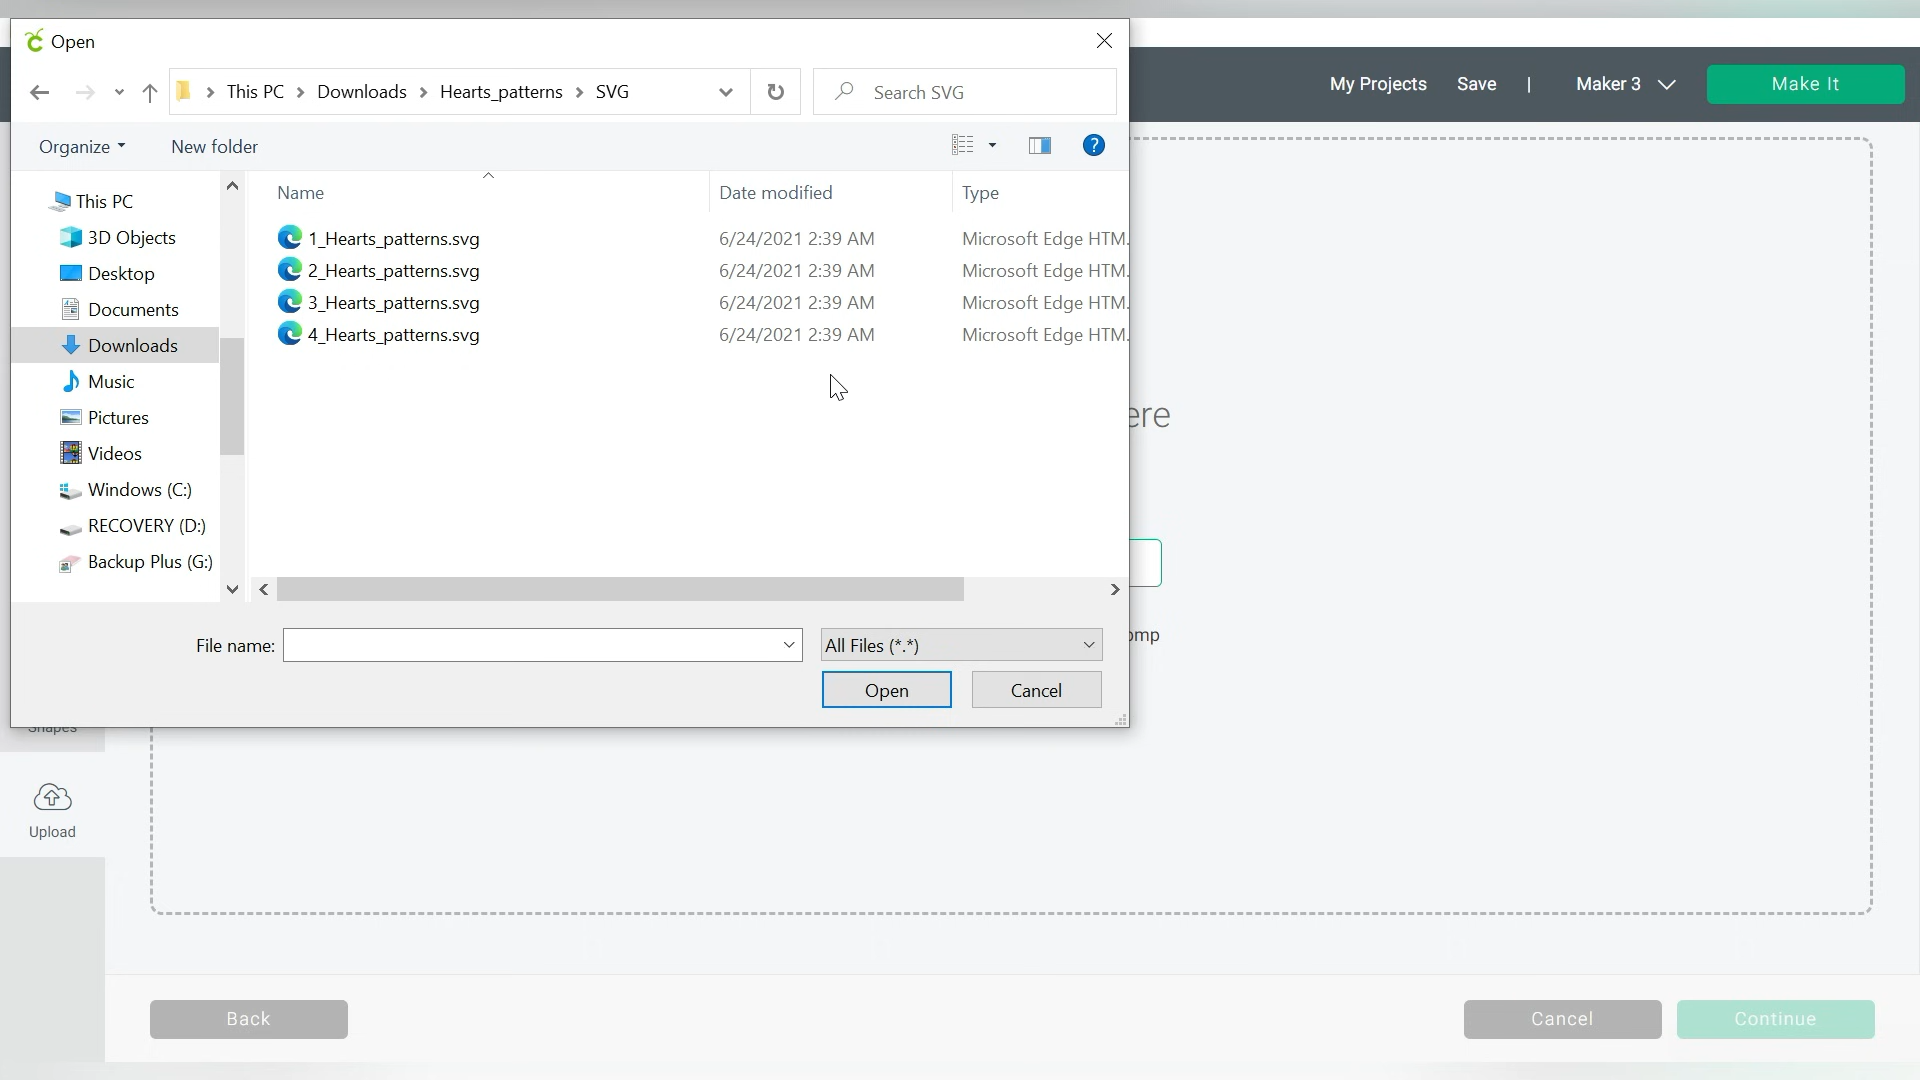 Open
This PC > Downloads > Hearts_patterns > SVG
Search SVG
My Projects Save | Maker 3 Make It
Organize New folder
?
Name Date modified Type
This PC
3D Objects
Desktop
Documents
Downloads
Music
Pictures
Videos
Windows (C:)
RECOVERY (D:)
Backup Plus (G:)
1_Hearts_patterns.svg 6/24/2021 2:39 AM Microsoft Edge HTM.
2_Hearts_patterns.svg 6/24/2021 2:39 AM Microsoft Edge HTM.
3_Hearts_patterns.svg 6/24/2021 2:39 AM Microsoft Edge HTM.
4_Hearts_patterns.svg 6/24/2021 2:39 AM Microsoft Edge HTM.
ere
omp
File name: All Files (*.*)
Open Cancel
Shapes
Upload
Back Cancel Continue